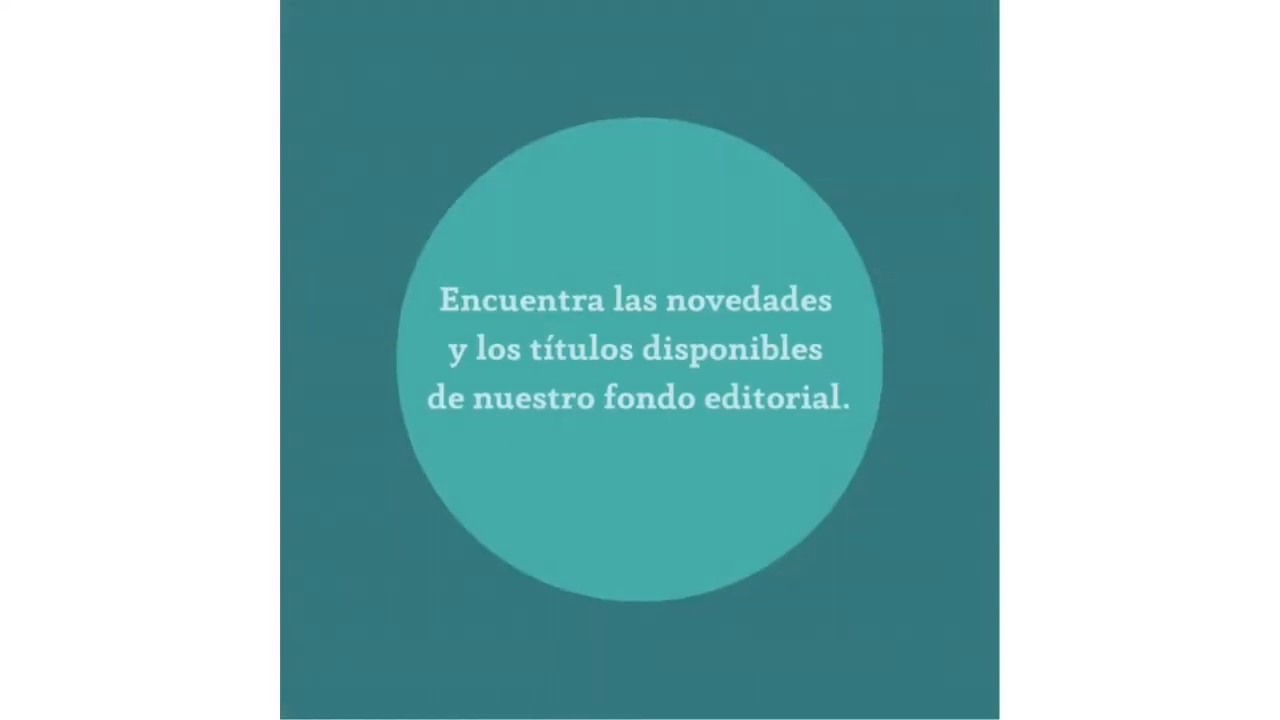 Encuentra las novedades
y los títulos disponibles
de nuestro fondo editorial.